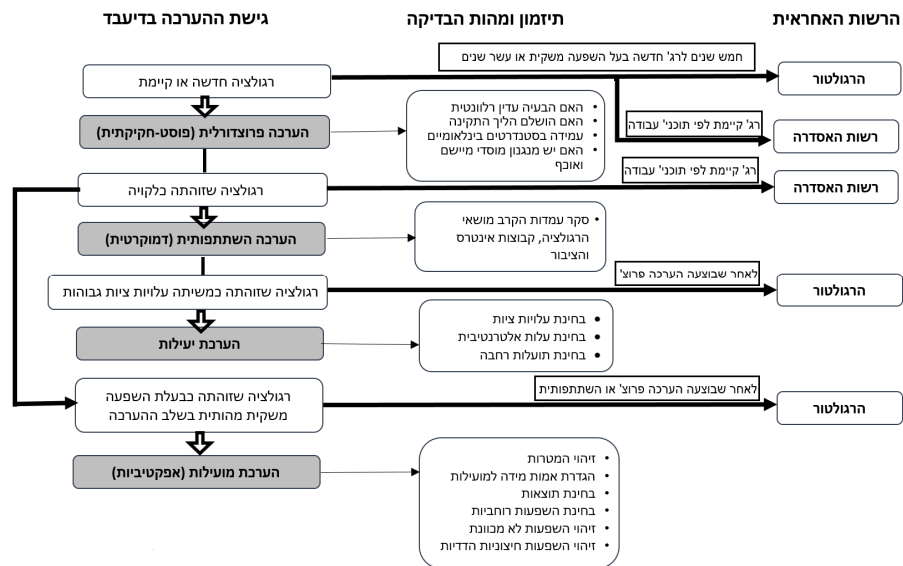 הרשות האחראית
תיזמון ומהות הבדיקה
גישת ההערכה בדיעבד
חמש שנים לרג' חדשה בעל השפעה משקית או עשר שנים
הרגולטור
רגולציה חדשה או קיימת
רג' קיימת לפי תוכני' עבודה
רשות האסדרה
• האם הבעיה עדין רלוונטית
• האם הושלם הליך התקינה
• עמידה בסטנדרטים בינלאומיים
• האם יש מנגנון מוסדי מיישם
ואוכף
הערכה פרוצדורלית (פוסט-חקיקתית)
רג' קיימת לפי תוכני' עבודה
רשות האסדרה
רגולציה שזוהתה כלקויה
• סקר עמדות הקרב מושאי
הרגולציה, קבוצות אינטרס
והציבור
הערכה השתתפותית (דמוקרטית)
לאחר שבוצעה הערכה פרוצ'
הרגולטור
רגולציה שזוהתה כמשיתה עלויות ציות גבוהות
• בחינת עלויות ציות
• בחינת עלות אלטרנטיבית
• בחינת תועלות רחבה
הערכת יעילות
לאחר שבוצעה הערכה פרוצ' או השתתפותית
הרגולטור
רגולציה שזוהתה כבעלת השפעה
משקית מהותית בשלב ההערכה
• זיהוי המטרות
• הגדרת אמות מידה למועילות
• בחינת תוצאות
• בחינת השפעות רוחביות
• זיהוי השפעות לא מכוונת
• זיהוי השפעות חיצוניות הדדיות
הערכת מועילות (אפקטיביות)